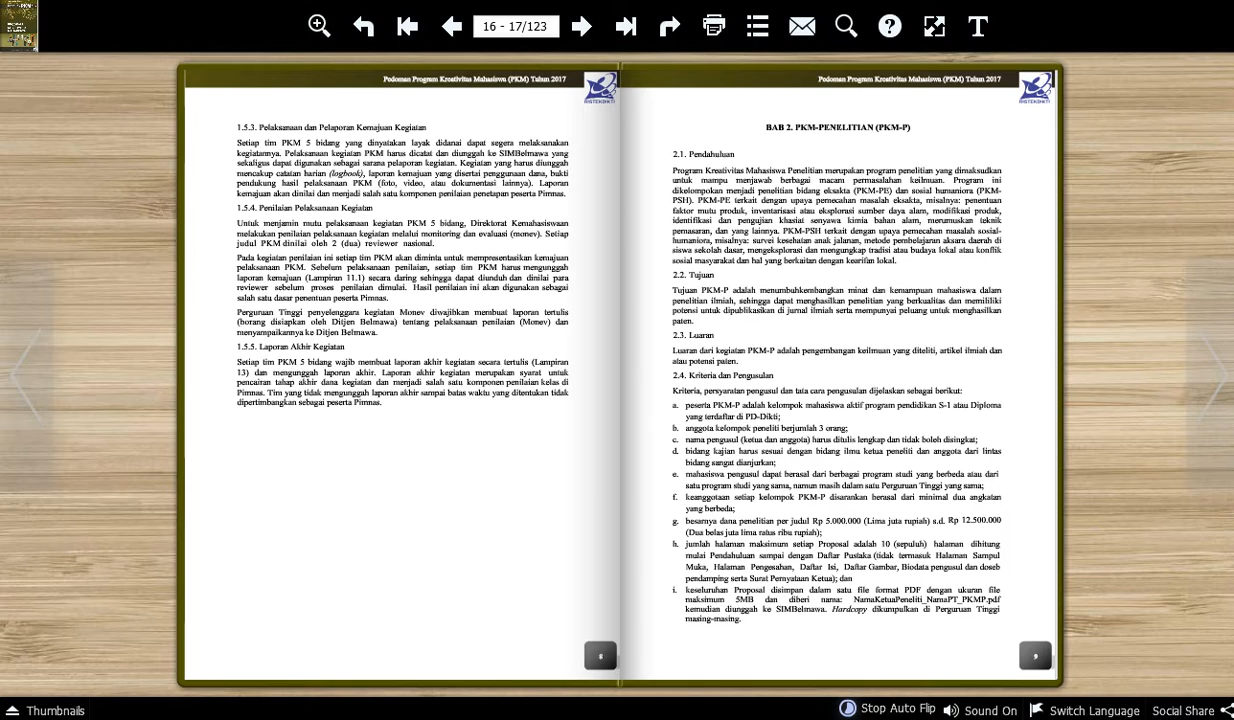 16 - 17/123
T
Pedoman Program Kreativitas Mahasiswa (PKM) Tahun 2017
RISTEKDIKTI
1.5.3. Pelaksanaan dan Pelaporan Kemajuan Kegiatan
Setiap tim PKM 5 bidang yang dinyatakan layak didanai dapat segera melaksanakan
kegiatannya. Pelaksanaan kegiatan PKM harus dicatat dan diunggah ke SIMBelmawa yang
sekaligus dapat digunakan sebagai sarana pelaporan kegiatan. Kegiatan yang harus diunggah
mencakup catatan harian (logbook), laporan kemajuan yang disertai penggunaan dana, bukti
pendukung hasil pelaksanaan PKM (foto, video, atau dokumentasi lainnya). Laporan
kemajuan akan dinilai dan menjadi salah satu komponen penilaian penetapan peserta Pimnas.
1.5.4. Penilaian Pelaksanaan Kegiatan
Untuk menjamin mutu pelaksanaan kegiatan PKM 5 bidang, Direktorat Kemahasiswaan
melakukan penilaian pelaksanaan kegiatan melalui monitoring dan evaluasi (monev). Setiap
judul PKM dinilai oleh 2 (dua) reviewer nasional.
Pada kegiatan penilaian ini setiap tim PKM akan diminta untuk mempresentasikan kemajuan
pelaksanaan PKM. Sebelum pelaksanaan penilaian, setiap tim PKM harus mengunggah
laporan kemajuan (Lampirun 11.1) secara daring sehingga dapat diunduh dan dinilai para
reviewer sebelum proses penilaian dimulai. Hasil penilaian ini akan digunakan sebagai
salah satu dasar penentuan peserta Pimnas.
Perguruan Tinggi penyelenggara kegiatan Monev diwajibkan membuat laporan tertulis
(borang disiapkan oleh Ditjen Belmawa) tentang pelaksanaan penilaian (Monev) dan
menyampaikannya ke Ditjen Belmawa.
1.5.5. Laporan Akhir Kegiatan
Setiap tim PKM 5 bidang wajib membuat laporan akhir kegiatan secara tertulis (Lampiran
13) dan mengunggah laporan akhir. Laporan akhir kegiatan merupakan syarat untuk
pencairan tahap akhir dana kegiatan dan menjadi salah satu komponen penilaian kelas di
Pimnas. Tim yang tidak mengunggah laporan akhir sampai batas waktu yang ditentukan tidak
dipertimbangkan sebagai peserta Pimnas.
8
Pedoman Program Kreativitas Mahasiswa (PKM) Tahun 2017
RISTEKDIKTI
BAB 2. PKM-PENELITIAN (PKM-P)
2.1. Pendahuluan
Program Kreativitas Mahasiswa Penelitian merupakan program penelitian yang dimaksudkan
untuk mampu menjawab berbagai macam permasalahan keilmuan. Program ini
dikelompokan menjadi penelitian bidang eksakta (PKM-PE) dan sosial humaniora (PKM-
PSH). PKM-PE terkait dengan upaya pemecahan masalah eksakta, misalnya: penentuan
faktor mutu produk, inventarisasi atau eksplorasi sumber daya alam, modifikasi produk,
identifikasi dan pengujian khasiat senyawa kimia bahan alam, merumuskan teknik
pemasaran, dan yang lainnya. PKM-PSH terkait dengan upaya pemecahan masalah sosial-
humaniora, misalnya: survei kesehatan anak jalanan, metode pembelajaran aksara daerah di
siswa sekolah dasar, mengeksplorasi dan mengungkap tradisi atau budaya lokal atau konflik
sosial masyarakat dan hal yang berkaitan dengan kearifan lokal.
2.2. Tujuan
Tujuan PKM-P adalah menumbuhkembangkan minat dan kemampuan mahasiswa dalam
penelitian ilmiah, sehingga dapat menghasilkan penelitian yang berkualitas dan memililiki
potensi untuk dipublikasikan di jurnal ilmiah serta mempunyai peluang untuk menghasilkan
paten.
2.3. Luaran
Luaran dari kegiatan PKM-P adalah pengembangan keilmuan yang diteliti, artikel ilmiah dan
atau potensi paten.
2.4. Kriteria dan Pengusulan
Kriteria, persyaratan pengusul dan tata cara pengusulan dijelaskan sebagai berikut:
a. peserta PKM-P adalah kelompok mahasiswa aktif program pendidikan S-1 atau Diploma
yang terdaftar di PD-Dikti;
b. anggota kelompok peneliti berjumlah 3 orang;
c. nama pengusul (ketua dan anggota) harus ditulis lengkap dan tidak boleh disingkat;
d. bidang kajian harus sesuai dengan bidang ilmu ketua peneliti dan anggota dari lintas
bidang sangat dianjurkan;
e. mahasiswa pengusul dapat berasal dari berbagai program studi yang berbeda atau dari
satu program studi yang sama, namun masih dalam satu Perguruan Tinggi yang sama;
f. keanggotaan setiap kelompok PKM-P disarankan berasal dari minimal dua angkatan
yang berbeda;
g. besarnya dana penelitian per judul Rp 5.000.000 (Lima juta rupiah) s.d. Rp 12.500.000
(Dua belas juta lima ratus ribu rupiah);
h. jumlah halaman maksimum setiap Proposal adalah 10 (sepuluh) halaman dihitung
mulai Pendahuluan sampai dengan Daftar Pustaka (tidak termasuk Halaman Sampul
Muka, Halaman Pengesahan, Daftar Isi, Daftar Gambar, Biodata pengusul dan doseb
pendamping serta Surat Pernyataan Ketua); dan
i. keseluruhan Proposal disimpan dalam satu file format PDF dengan ukuran file
maksimum 5MB dan diberi nama: NamaKetuaPeneliti_NamaPT_PKMP.pdf
kemudian diunggah ke SIMBelmawa. Hardcopy dikumpulkan di Perguruan Tinggi
masing-masing.
9
Thumbnails
Stop Auto Flip
Sound On
Switch Language
Social Share